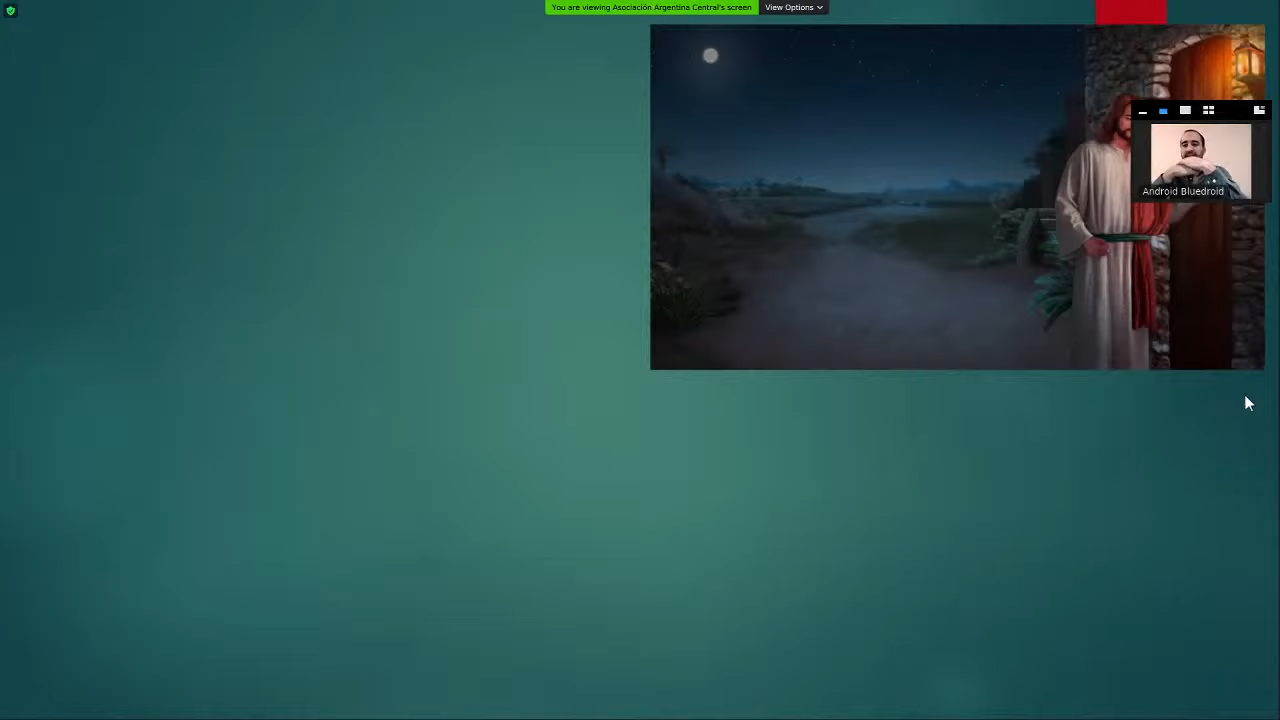 You are viewing Asociación Argentina Central's screen
View Options
Android Bluedroid